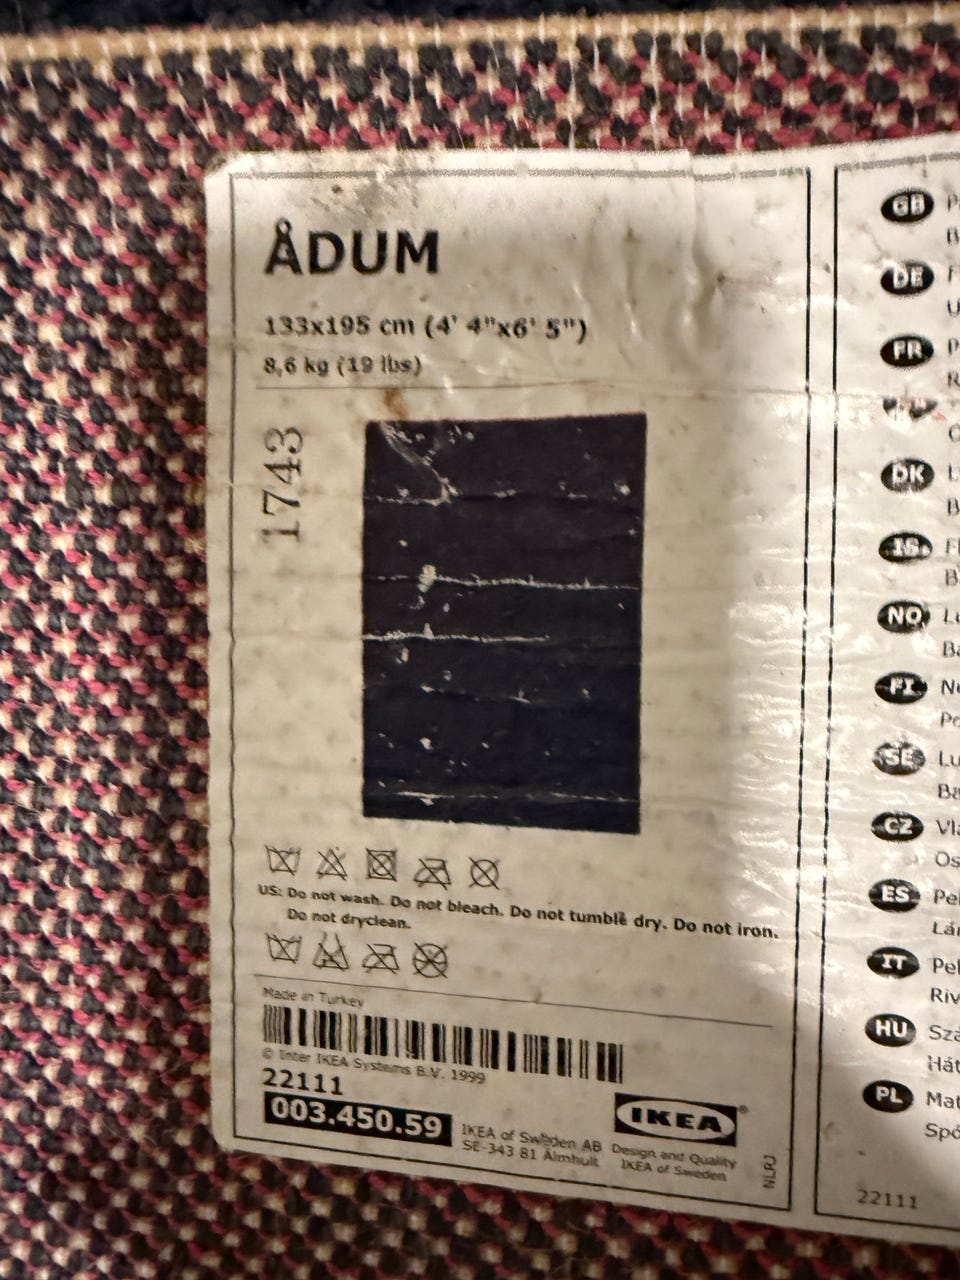 ÅDUM
133x195 cm (4' 4"x6' 5")
8,6 kg (19 lbs)
1743
US: Do not wash. Do not bleach. Do not tumble dry. Do not iron.
Do not dryclean.
Made in Turkey
© Inter IKEA Systems B.V. 1999
22111
003.450.59
IKEA of Sweden AB
SE-343 81 Älmhult
IKEA®
Design and Quality
IKEA of Sweden
NLRJ
GB
DE
FR
DK
IS
NO
FI
SE
CZ
ES
IT
HU
PL
22111